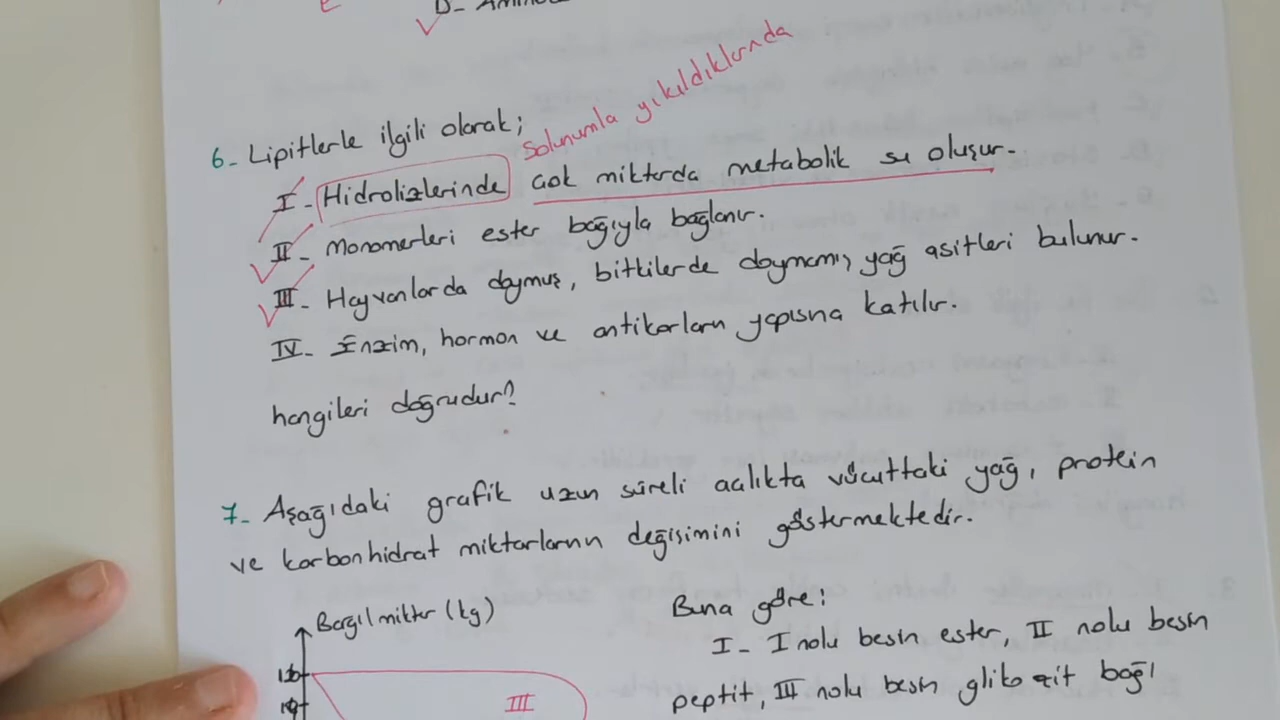 D- Amino
Solunumla yıkıldıklarında
6- Lipitlerle ilgili olarak;
I- Hidrolizlerinde çok miktarda metabolik su oluşur.
II- Monomerleri ester bağıyla bağlanır.
III- Hayvanlarda doymuş, bitkilerde doymamış yağ asitleri bulunur.
IV- Enzim, hormon ve antikorların yapısına katılır.
hangileri doğrudur?
7- Aşağıdaki grafik uzun süreli açlıkta vücuttaki yağ, protein
ve karbonhidrat miktarlarının değişimini göstermektedir.
Bağıl miktar (kg)
III
Buna göre;
I- I nolu besin ester, II nolu besin
peptit, III nolu besin glikozit bağı